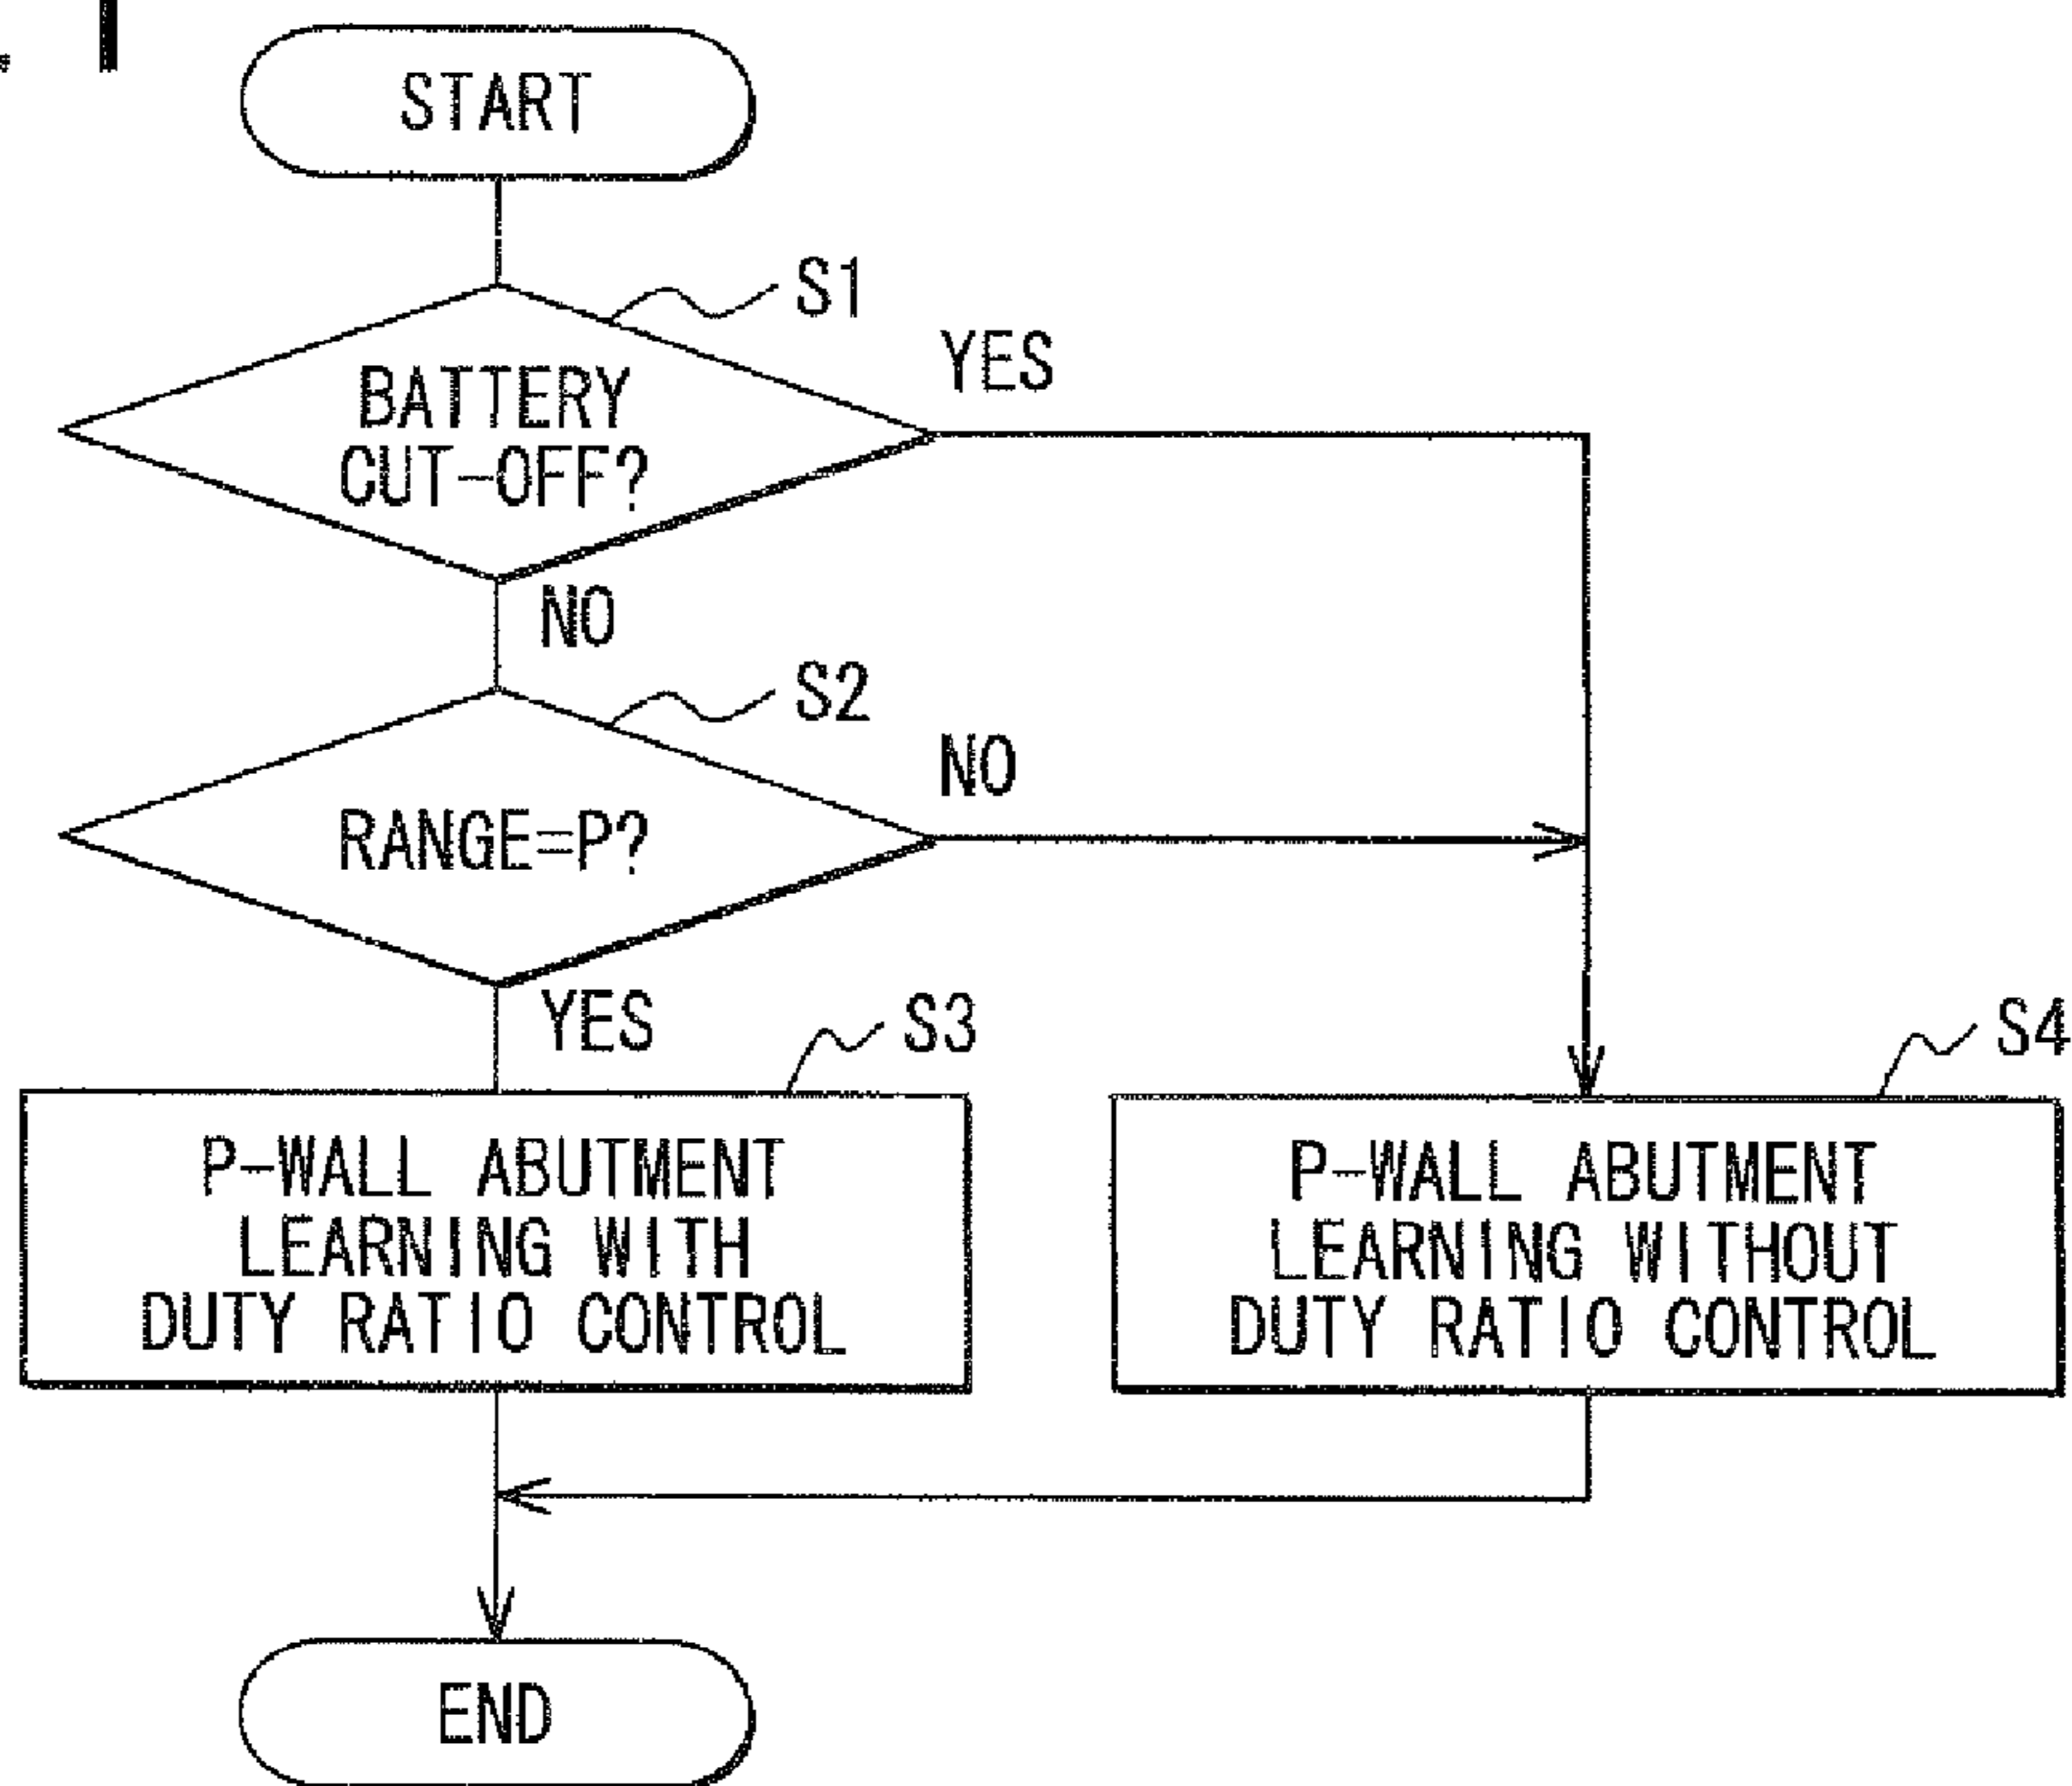 START
S1
YES
BATTERY
CUT-OFF?
NO
S2
NO
RANGE=P?
YES
S3
S4
P-WALL ABUTMENT
LEARNING WITH
DUTY RATIO CONTROL
P-WALL ABUTMENT
LEARNING WITHOUT
DUTY RATIO CONTROL
END